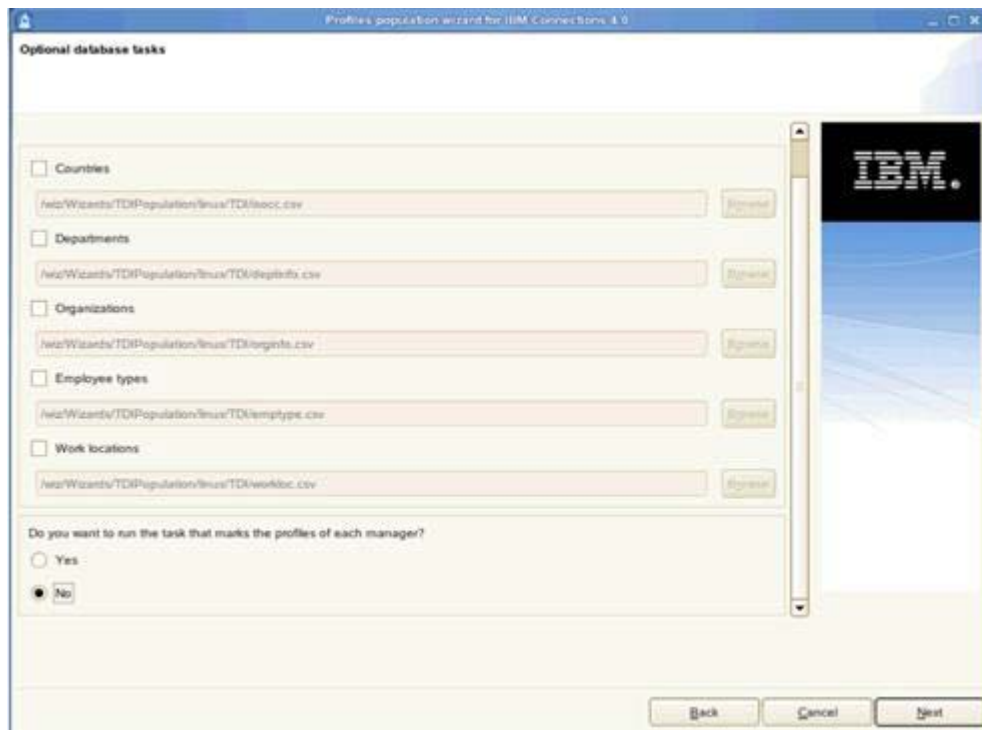 Profiles population wizard for IBM Connections 4.0
Optional database tasks
IBM.
Countries
/wiz/Wizards/TDIPopulation/linux/TDI/isocc.csv
Browse
Departments
/wiz/Wizards/TDIPopulation/linux/TDI/deptinfo.csv
Browse
Organizations
/wiz/Wizards/TDIPopulation/linux/TDI/orginfo.csv
Browse
Employee types
/wiz/Wizards/TDIPopulation/linux/TDI/emptype.csv
Browse
Work locations
/wiz/Wizards/TDIPopulation/linux/TDI/workloc.csv
Browse
Do you want to run the task that marks the profiles of each manager?
Yes
No
Back
Cancel
Next